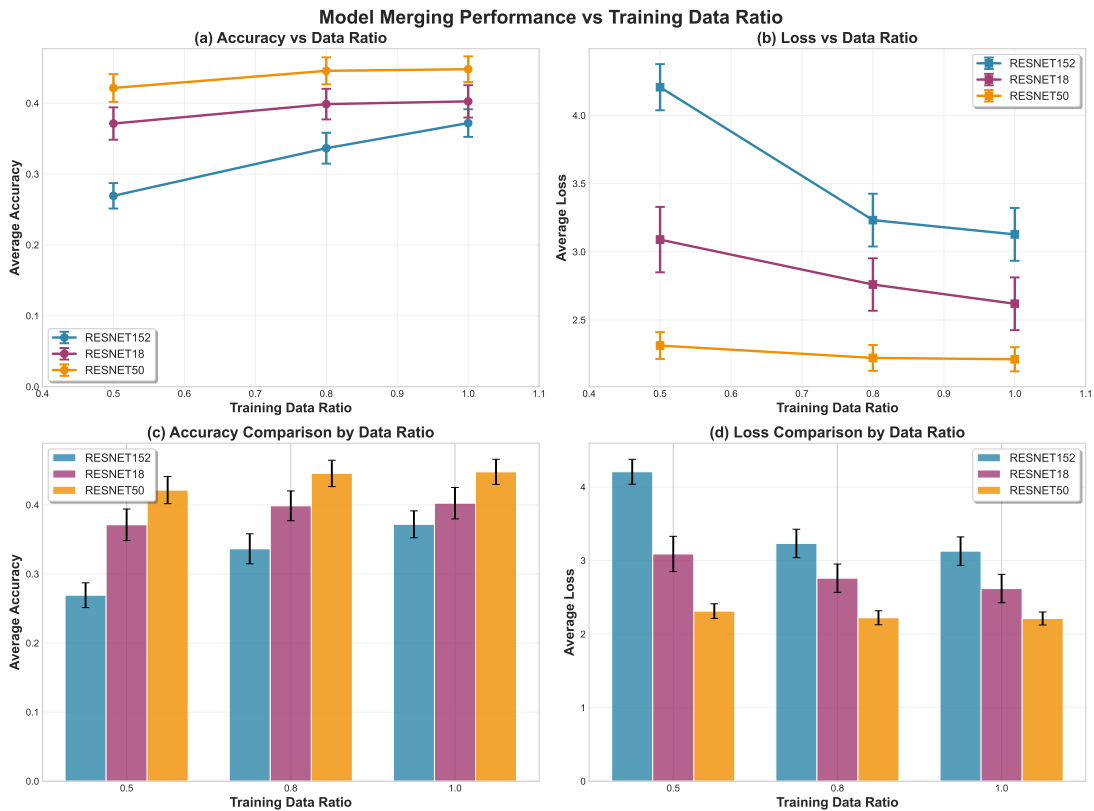 Model Merging Performance vs Training Data Ratio
(a) Accuracy vs Data Ratio
Average Accuracy
0.4
0.3
0.2
0.1
0.0
RESNET152
RESNET18
RESNET50
0.4 0.5 0.6 0.7 0.8 0.9 1.0 1.1
Training Data Ratio
(b) Loss vs Data Ratio
Average Loss
4.0
3.5
3.0
2.5
RESNET152
RESNET18
RESNET50
0.4 0.5 0.6 0.7 0.8 0.9 1.0 1.1
Training Data Ratio
(c) Accuracy Comparison by Data Ratio
Average Accuracy
RESNET152
RESNET18
RESNET50
0.4
0.3
0.2
0.1
0.0
0.5 0.8 1.0
Training Data Ratio
(d) Loss Comparison by Data Ratio
Average Loss
RESNET152
RESNET18
RESNET50
4
3
2
1
0
0.5 0.8 1.0
Training Data Ratio